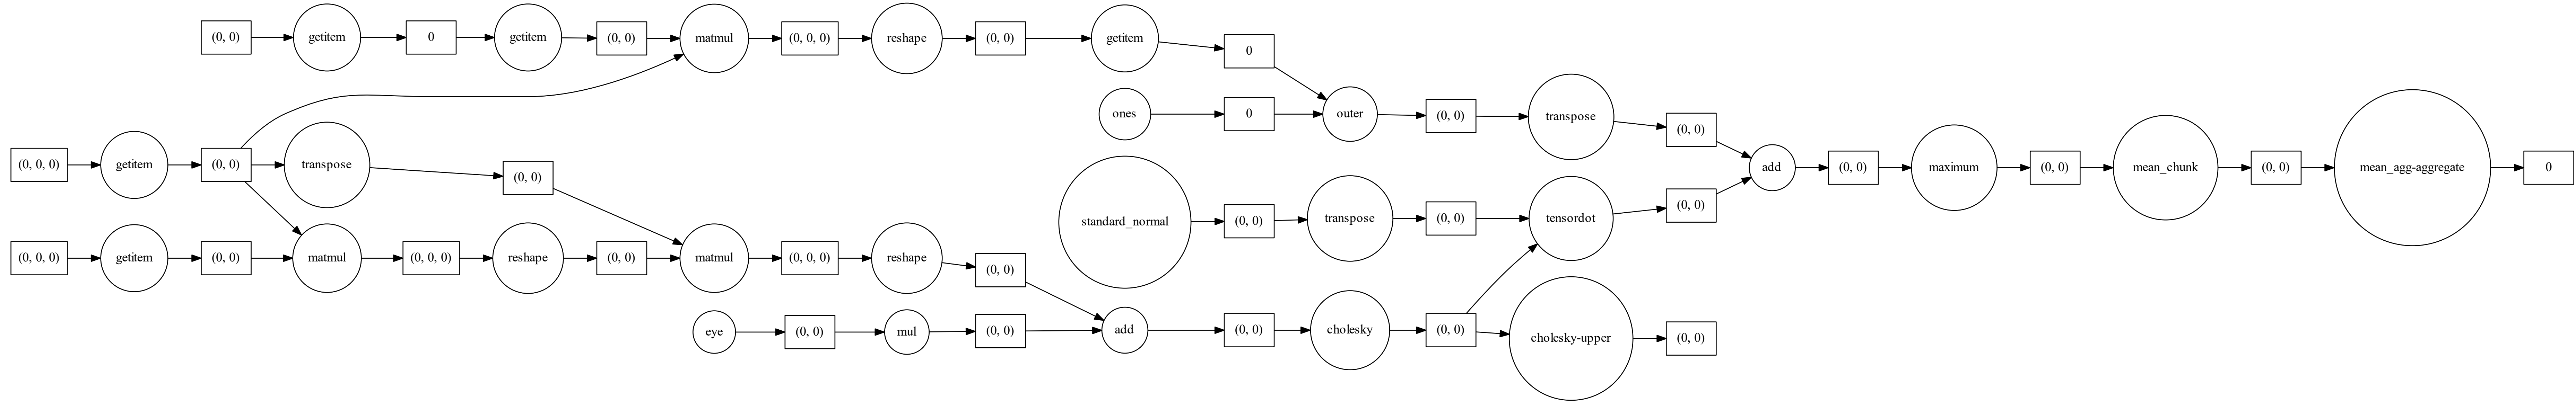 (0, 0) getitem 0 getitem (0, 0) matmul (0, 0, 0) reshape (0, 0) getitem 0
ones 0 outer (0, 0) transpose (0, 0)
(0, 0, 0) getitem (0, 0) transpose (0, 0)
add (0, 0) maximum (0, 0) mean_chunk (0, 0) mean_agg-aggregate 0
standard_normal (0, 0) transpose (0, 0) tensordot (0, 0)
(0, 0, 0) getitem (0, 0) matmul (0, 0, 0) reshape (0, 0) matmul (0, 0, 0) reshape (0, 0)
eye (0, 0) mul (0, 0) add (0, 0) cholesky (0, 0) cholesky-upper (0, 0)